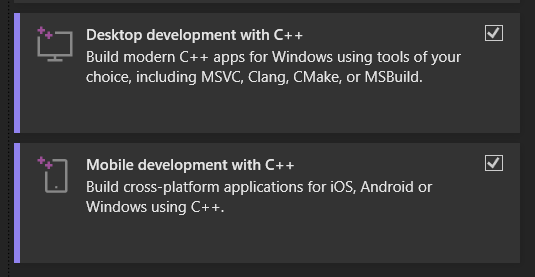 Desktop development with C++
Build modern C++ apps for Windows using tools of your
choice, including MSVC, Clang, CMake, or MSBuild.
Mobile development with C++
Build cross-platform applications for iOS, Android or
Windows using C++.